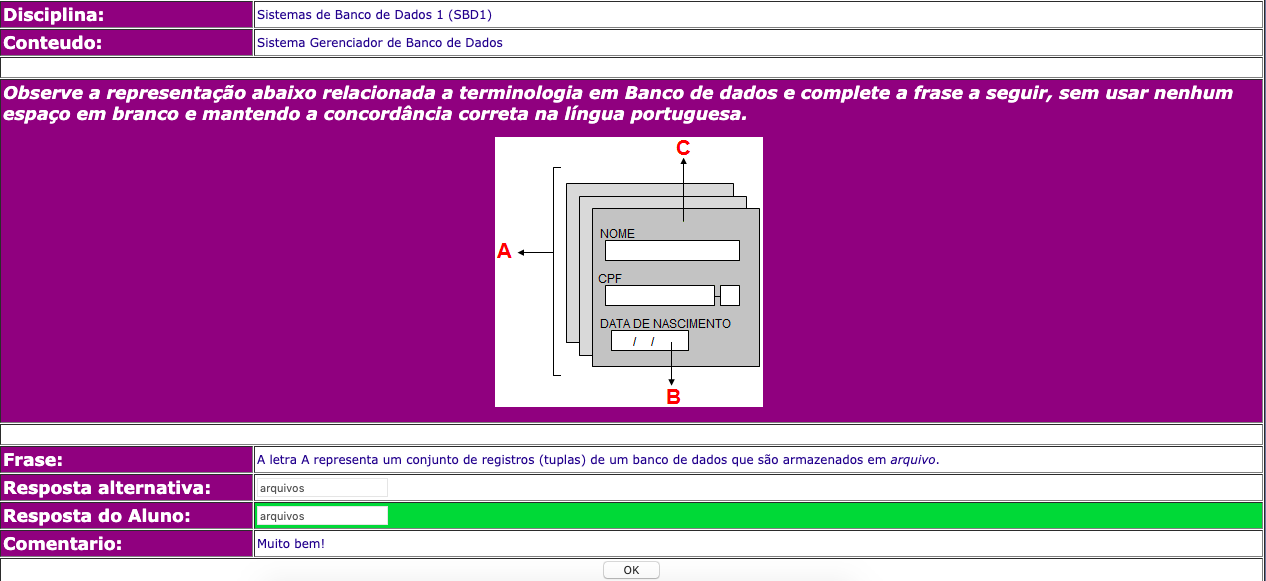 Disciplina: Sistemas de Banco de Dados 1 (SBD1)
Conteudo: Sistema Gerenciador de Banco de Dados
Observe a representação abaixo relacionada a terminologia em Banco de dados e complete a frase a seguir, sem usar nenhum
espaço em branco e mantendo a concordância correta na língua portuguesa.
C
A
NOME
CPF
DATA DE NASCIMENTO
/ /
B
Frase: A letra A representa um conjunto de registros (tuplas) de um banco de dados que são armazenados em arquivo.
Resposta alternativa: arquivos
Resposta do Aluno: arquivos
Comentario: Muito bem!
OK